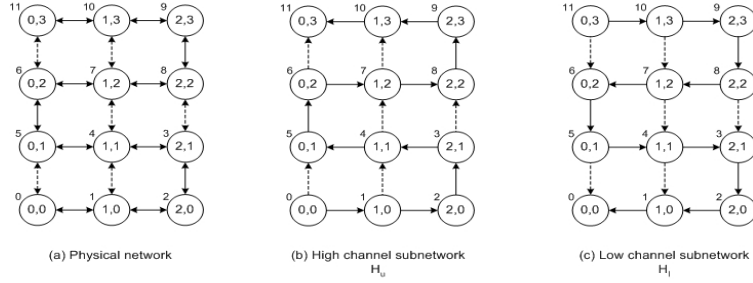 11 10 9 11 10 9 11 10 9
0,3 1,3 2,3 0,3 1,3 2,3 0,3 1,3 2,3
6 7 8 6 7 8 6 7 8
0,2 1,2 2,2 0,2 1,2 2,2 0,2 1,2 2,2
5 4 3 5 4 3 5 4 3
0,1 1,1 2,1 0,1 1,1 2,1 0,1 1,1 2,1
0 1 2 0 1 2 0 1 2
0,0 1,0 2,0 0,0 1,0 2,0 0,0 1,0 2,0
(a) Physical network (b) High channel subnetwork (c) Low channel subnetwork
Hu Hl